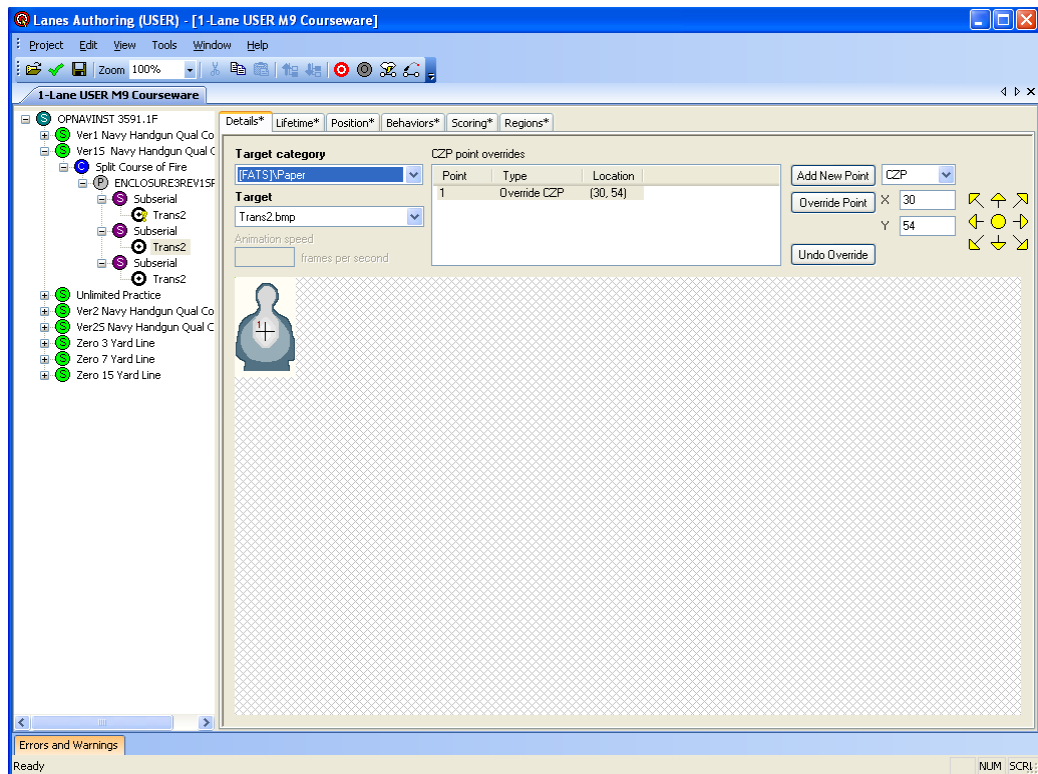 Lanes Authoring (USER) - [1-Lane USER M9 Courseware]
Project Edit View Tools Window Help
Zoom 100%
1-Lane USER M9 Courseware
OPNAVINST 3591.1F
Ver1 Navy Handgun Qual Co
Ver1S Navy Handgun Qual C
Split Course of Fire
ENCLOSURE3REV1SF
Subserial
Trans2
Subserial
Trans2
Subserial
Trans2
Unlimited Practice
Ver2 Navy Handgun Qual Co
Ver2S Navy Handgun Qual C
Zero 3 Yard Line
Zero 7 Yard Line
Zero 15 Yard Line
Details* Lifetime* Position* Behaviors* Scoring* Regions*
Target category
[FATS]\Paper
Target
Trans2.bmp
Animation speed
frames per second
CZP point overrides
Point Type Location
1 Override CZP (30, 54)
Add New Point CZP
Override Point X 30
Y 54
Undo Override
1
Errors and Warnings
Ready NUM SCRL